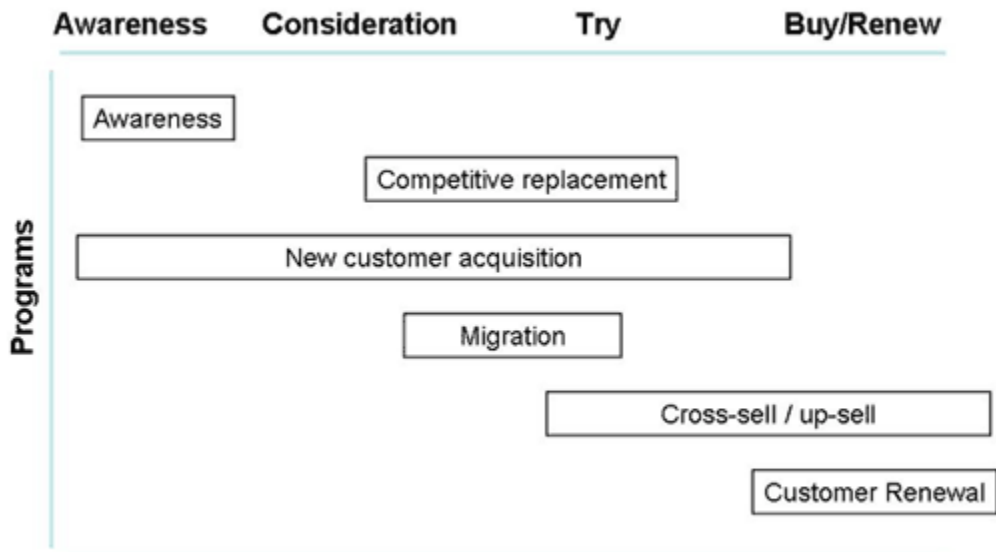 Awareness Consideration Try Buy/Renew
Programs
Awareness
Competitive replacement
New customer acquisition
Migration
Cross-sell / up-sell
Customer Renewal